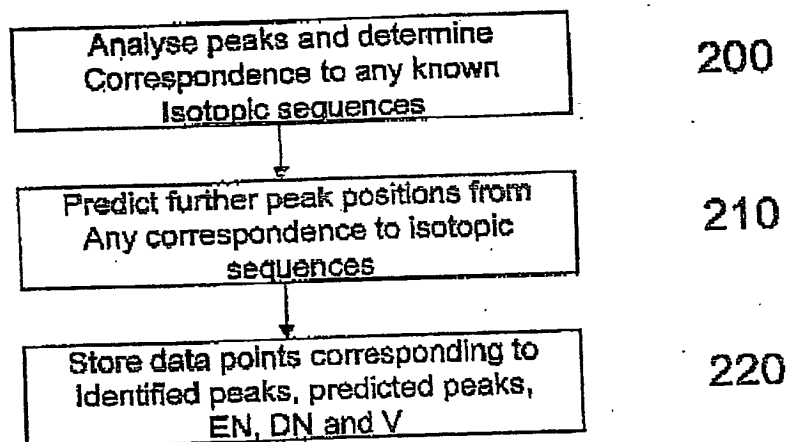 Analyse peaks and determine
Correspondence to any known
Isotopic sequences
200
Predict further peak positions from
Any correspondence to isotopic
sequences
210
Store data points corresponding to
Identified peaks, predicted peaks,
EN, DN and V
220